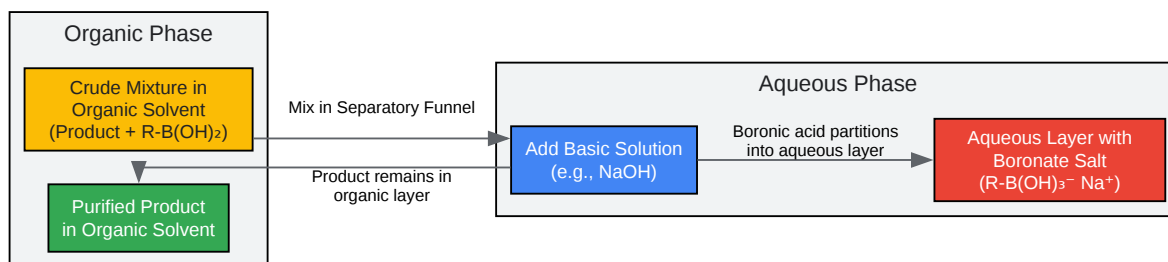 Organic Phase
Crude Mixture in
Organic Solvent
(Product + R-B(OH)₂)
Mix in Separatory Funnel
Aqueous Phase
Add Basic Solution
(e.g., NaOH)
Boronic acid partitions
into aqueous layer
Aqueous Layer with
Boronate Salt
(R-B(OH)₃⁻ Na⁺)
Product remains in
organic layer
Purified Product
in Organic Solvent